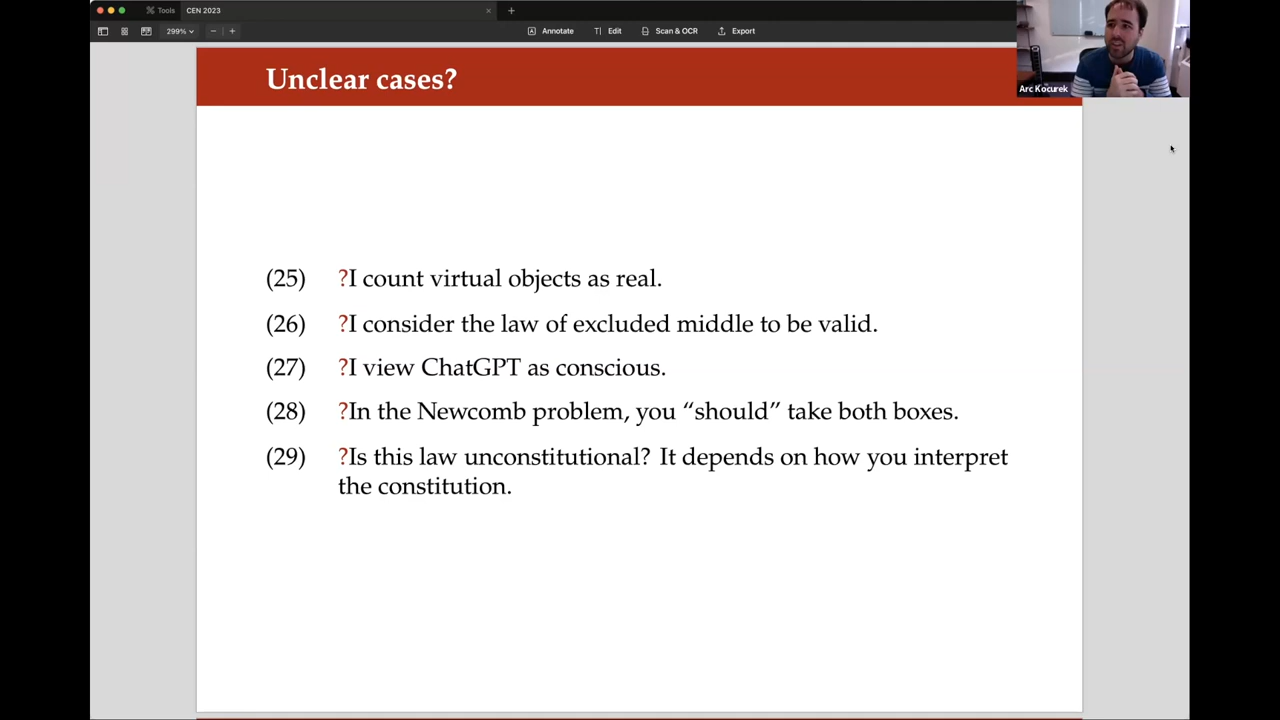 Tools
CEN 2023
299%
Annotate
Edit
Scan & OCR
Export
Unclear cases?
Arc Kocurek
(25) ?I count virtual objects as real.
(26) ?I consider the law of excluded middle to be valid.
(27) ?I view ChatGPT as conscious.
(28) ?In the Newcomb problem, you “should” take both boxes.
(29) ?Is this law unconstitutional? It depends on how you interpret
the constitution.